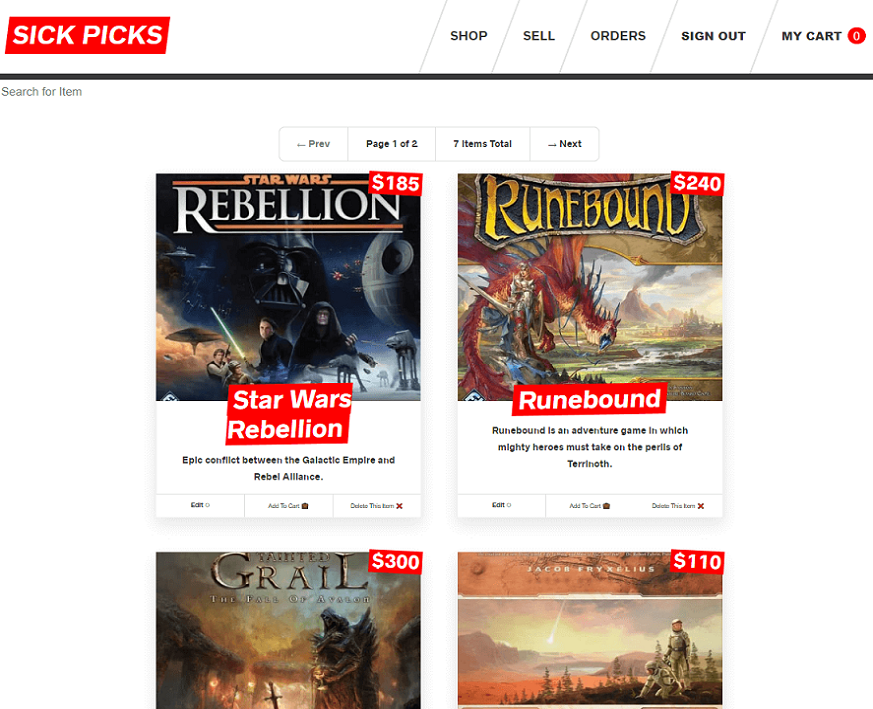 SICK PICKS
SHOP
SELL
ORDERS
SIGN OUT
MY CART 0
Search for Item
← Prev
Page 1 of 2
7 Items Total
→ Next
STAR WARS
REBELLION
$185
RUNEBOUND
$240
Star Wars
Rebellion
Epic conflict between the Galactic Empire and
Rebel Alliance.
Edit
Add To Cart
Delete This Item
Runebound
Runebound is an adventure game in which
mighty heroes must take on the perils of
Terrinoth.
Edit
Add To Cart
Delete This Item
TAINTED
GRAIL
THE FALL OF AVALON
$300
JACOB FRYXELIUS
$110